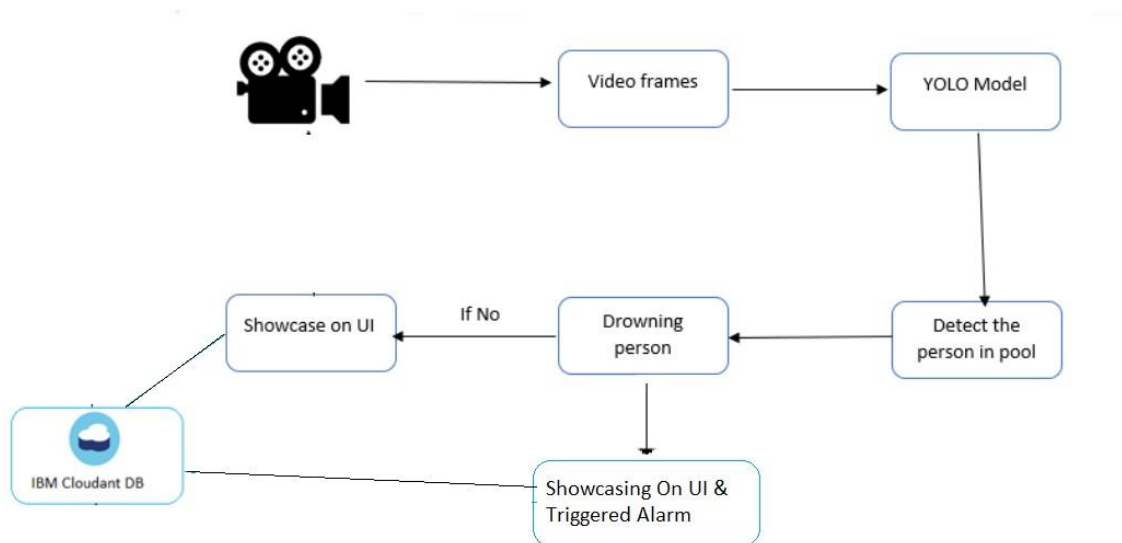 Video frames
YOLO Model
Showcase on UI
If No
Drowning
person
Detect the
person in pool
IBM Cloudant DB
Showcasing On UI &
Triggered Alarm